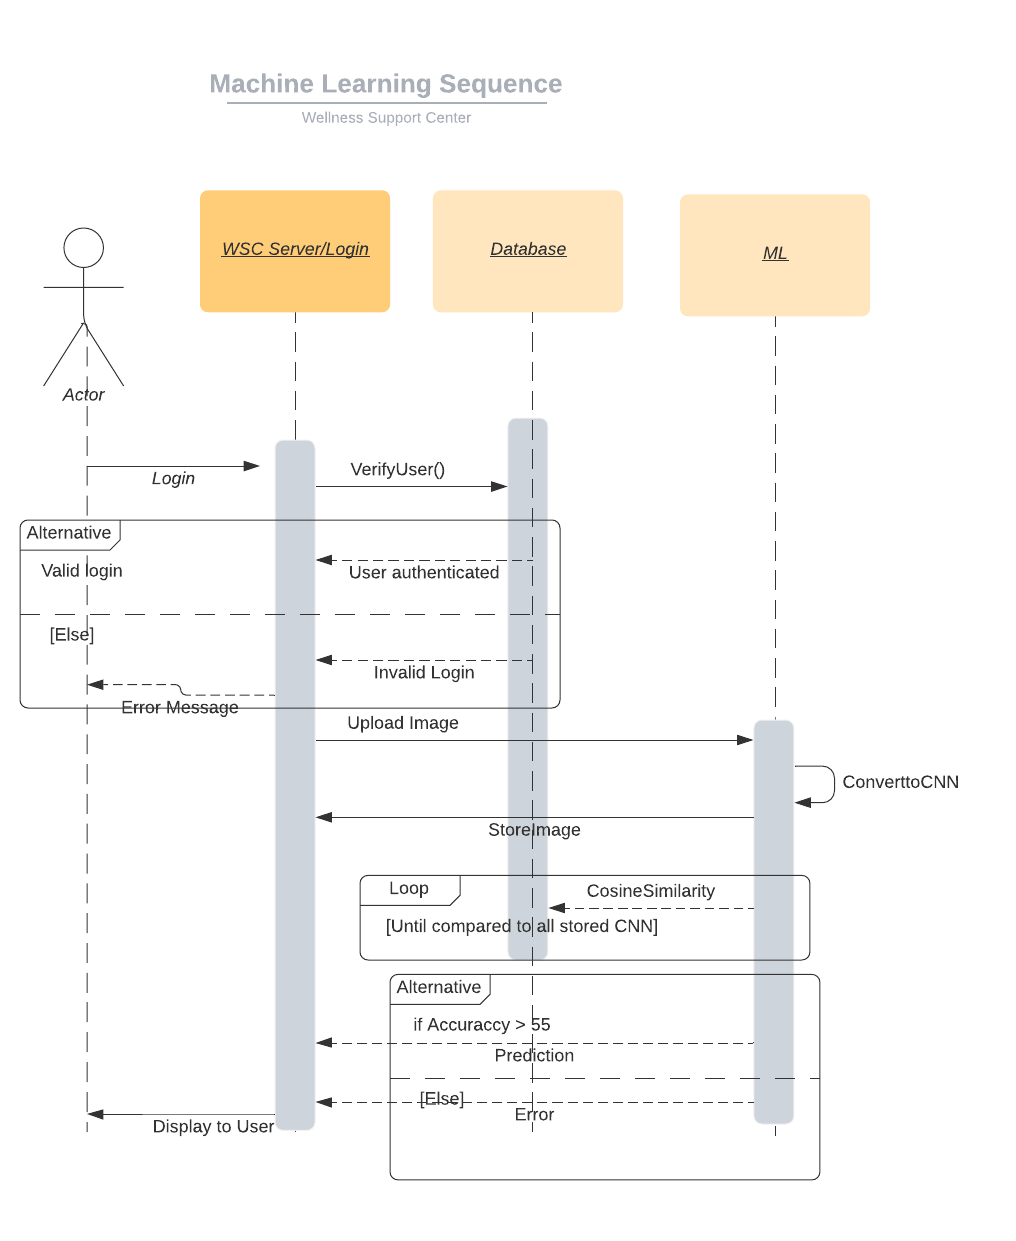 Machine Learning Sequence
Wellness Support Center
WSC Server/Login
Database
ML
Actor
Login
VerifyUser()
Alternative
Valid login
User authenticated
[Else]
Invalid Login
Error Message
Upload Image
ConverttoCNN
StoreImage
Loop
CosineSimilarity
[Until compared to all stored CNN]
Alternative
if Accuraccy > 55
Prediction
[Else]
Error
Display to User